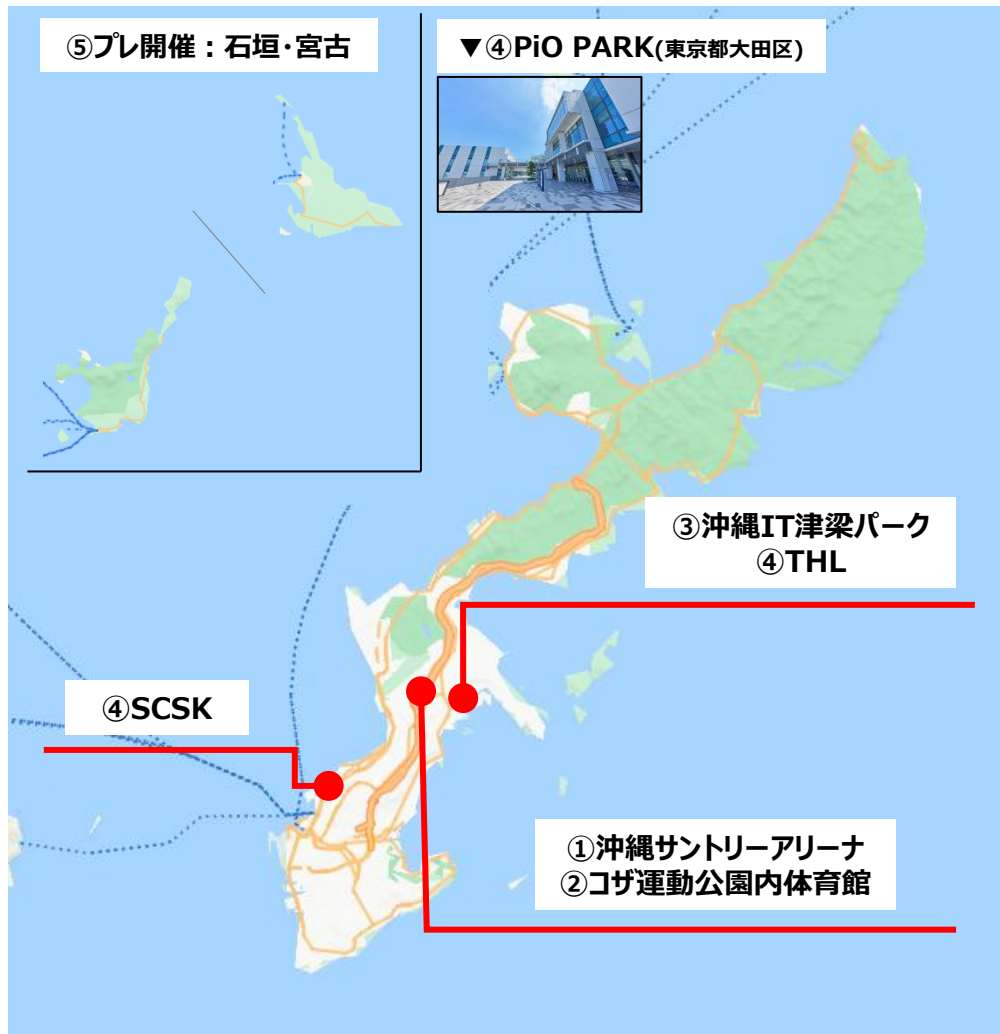 ⑤プレ開催：石垣・宮古
▼④PiO PARK(東京都大田区)
③沖縄IT津梁パーク
④THL
④SCSK
①沖縄サントリーアリーナ
②コザ運動公園内体育館